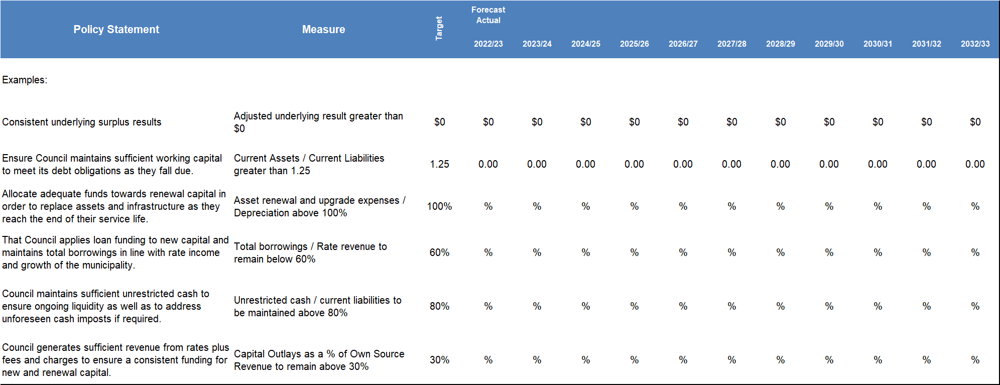 Policy Statement Measure Target Forecast
Actual
2022/23 2023/24 2024/25 2025/26 2026/27 2027/28 2028/29 2029/30 2030/31 2031/32 2032/33
Examples:
Consistent underlying surplus results
Adjusted underlying result greater than
$0
$0 $0 $0 $0 $0 $0 $0 $0 $0 $0 $0 $0
Ensure Council maintains sufficient working capital
to meet its debt obligations as they fall due.
Current Assets / Current Liabilities
greater than 1.25
1.25 0.00 0.00 0.00 0.00 0.00 0.00 0.00 0.00 0.00 0.00 0.00
Allocate adequate funds towards renewal capital in
order to replace assets and infrastructure as they
reach the end of their service life.
Asset renewal and upgrade expenses /
Depreciation above 100%
100% % % % % % % % % % % %
That Council applies loan funding to new capital and
maintains total borrowings in line with rate income
and growth of the municipality.
Total borrowings / Rate revenue to
remain below 60%
60% % % % % % % % % % % %
Council maintains sufficient unrestricted cash to
ensure ongoing liquidity as well as to address
unforeseen cash imposts if required.
Unrestricted cash / current liabilities to
be maintained above 80%
80% % % % % % % % % % % %
Council generates sufficient revenue from rates plus
fees and charges to ensure a consistent funding for
new and renewal capital.
Capital Outlays as a % of Own Source
Revenue to remain above 30%
30% % % % % % % % % % % %